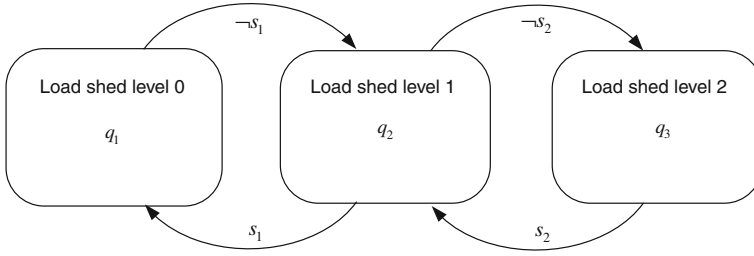 ¬s₁
¬s₂
Load shed level 0
Load shed level 1
Load shed level 2
q₁
q₂
q₃
s₁
s₂